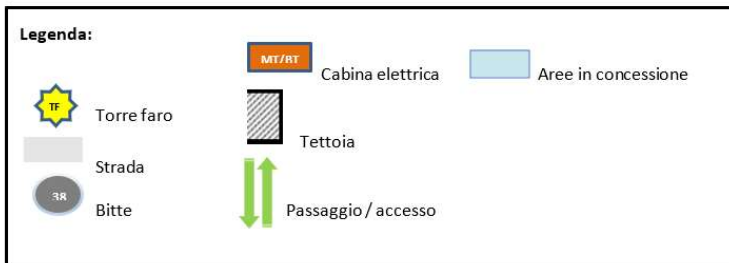 Legenda:
MT/BT
Cabina elettrica
Aree in concessione
TF
Torre faro
Tettoia
Strada
38
Bitte
Passaggio / accesso